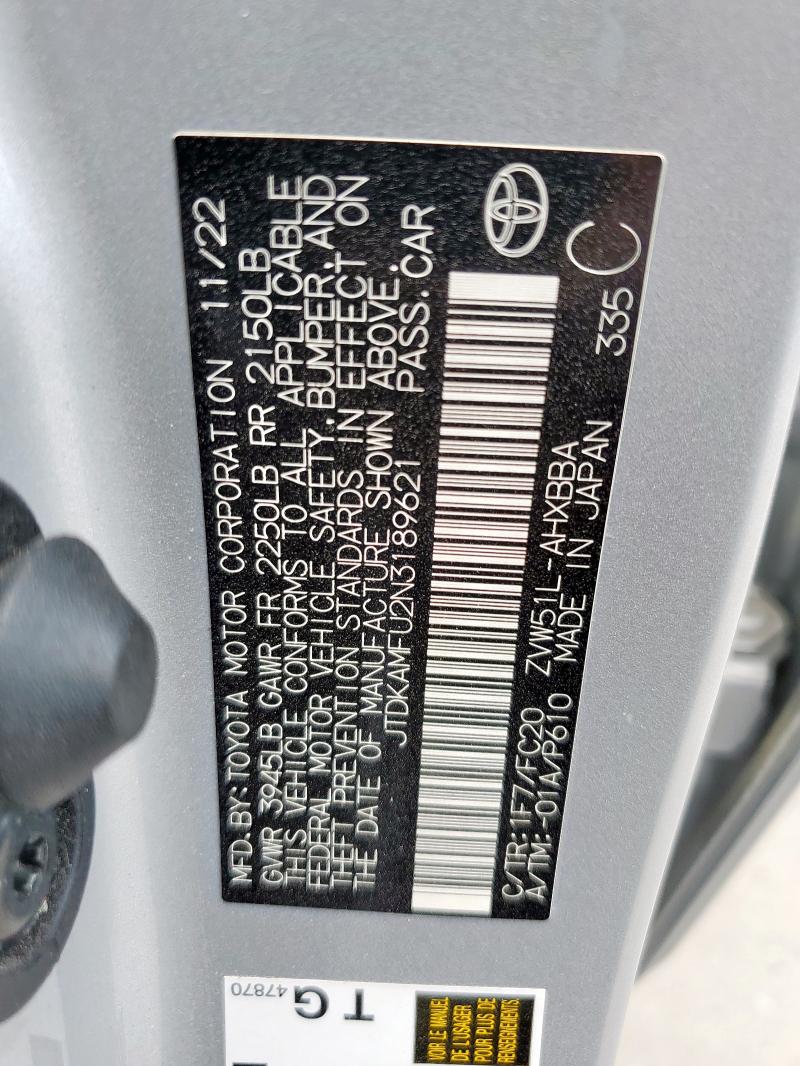 MFD.BY:TOYOTA MOTOR CORPORATION 11/22
GVWR 3945LB GAWR FR 2250LB RR 2150LB
THIS VEHICLE CONFORMS TO ALL APPLICABLE
FEDERAL MOTOR VEHICLE SAFETY,BUMPER,AND
THEFT PREVENTION STANDARDS IN EFFECT ON
THE DATE OF MANUFACTURE SHOWN ABOVE.
JTDKAMFU2N3189621 PASS.CAR
C/TR:1F7/FC20 ZVW51L-AHXBBA
A/TM:-01A/P610 MADE IN JAPAN 335 C
47870
T G
VOIR LE MANUEL
DE L'USAGER
POUR PLUS DE
RENSEIGNEMENTS